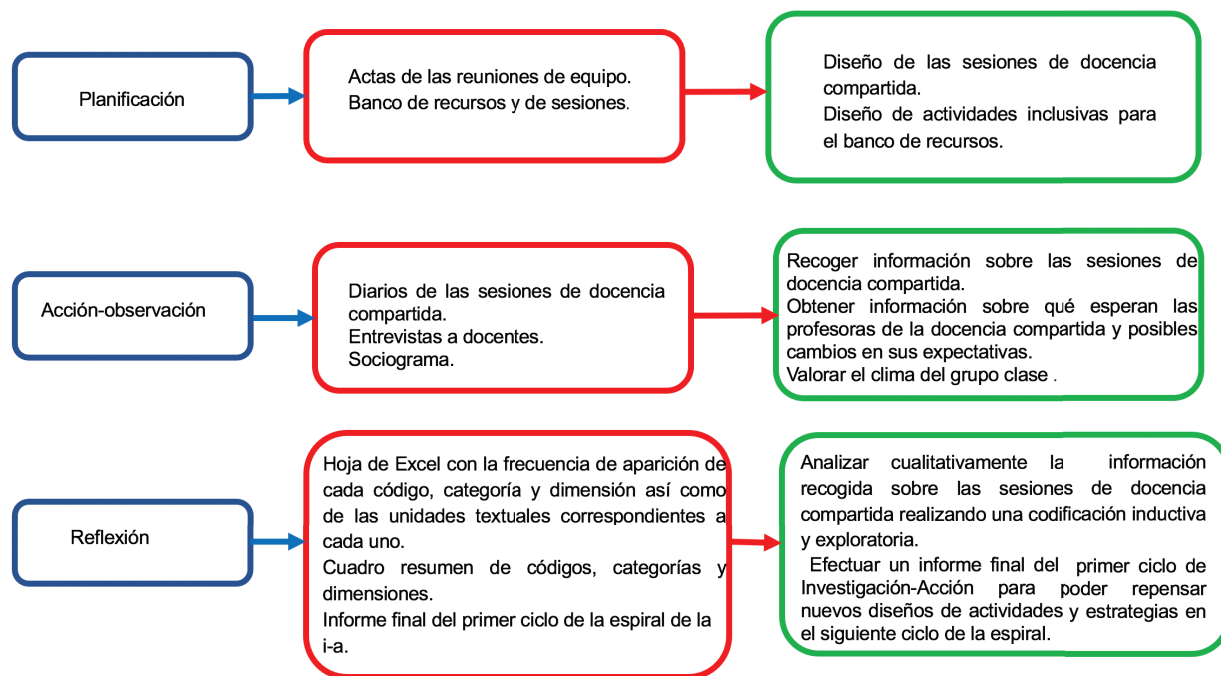 Planificación
Actas de las reuniones de equipo.
Banco de recursos y de sesiones.
Diseño de las sesiones de docencia
compartida.
Diseño de actividades inclusivas para
el banco de recursos.
Acción-observación
Diarios de las sesiones de docencia
compartida.
Entrevistas a docentes.
Sociograma.
Recoger información sobre las sesiones de
docencia compartida.
Obtener información sobre qué esperan las
profesoras de la docencia compartida y posibles
cambios en sus expectativas.
Valorar el clima del grupo clase .
Reflexión
Hoja de Excel con la frecuencia de aparición de
cada código, categoría y dimensión así como
de las unidades textuales correspondientes a
cada uno.
Cuadro resumen de códigos, categorías y
dimensiones.
Informe final del primer ciclo de la espiral de la
i-a.
Analizar cualitativamente la información
recogida sobre las sesiones de docencia
compartida realizando una codificación inductiva
y exploratoria.
Efectuar un informe final del primer ciclo de
Investigación-Acción para poder repensar
nuevos diseños de actividades y estrategias en
el siguiente ciclo de la espiral.